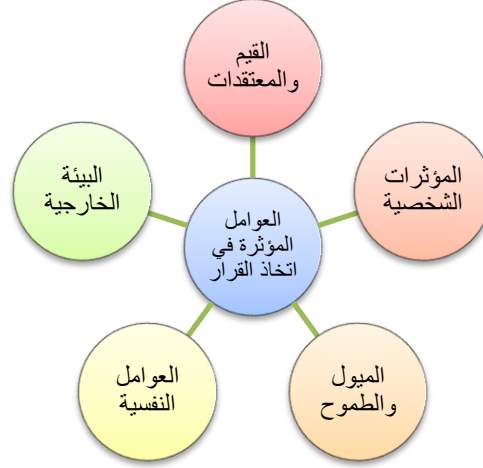 القيم
والمعتقدات
المؤثرات
الشخصية
الميول
والطموح
العوامل
النفسية
البيئة
الخارجية
العوامل
المؤثرة في
اتخاذ القرار